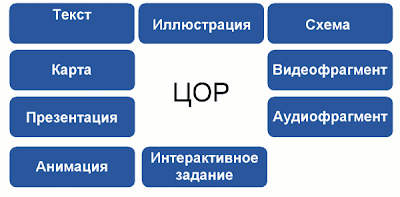 Текст
Иллюстрация
Схема
Карта
ЦОР
Видеофрагмент
Презентация
Аудиофрагмент
Анимация
Интерактивное
задание